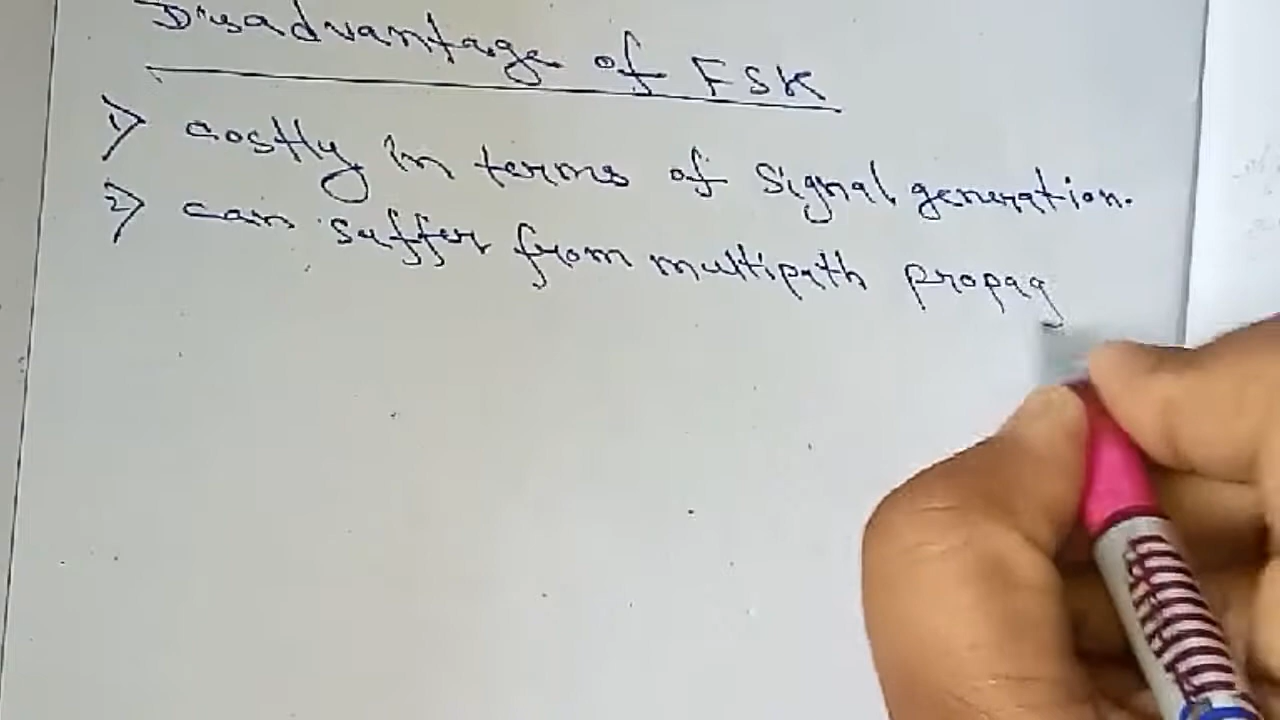 Disadvantage of FSK
1) costly in terms of signal generation.
2) can suffer from multipath propag